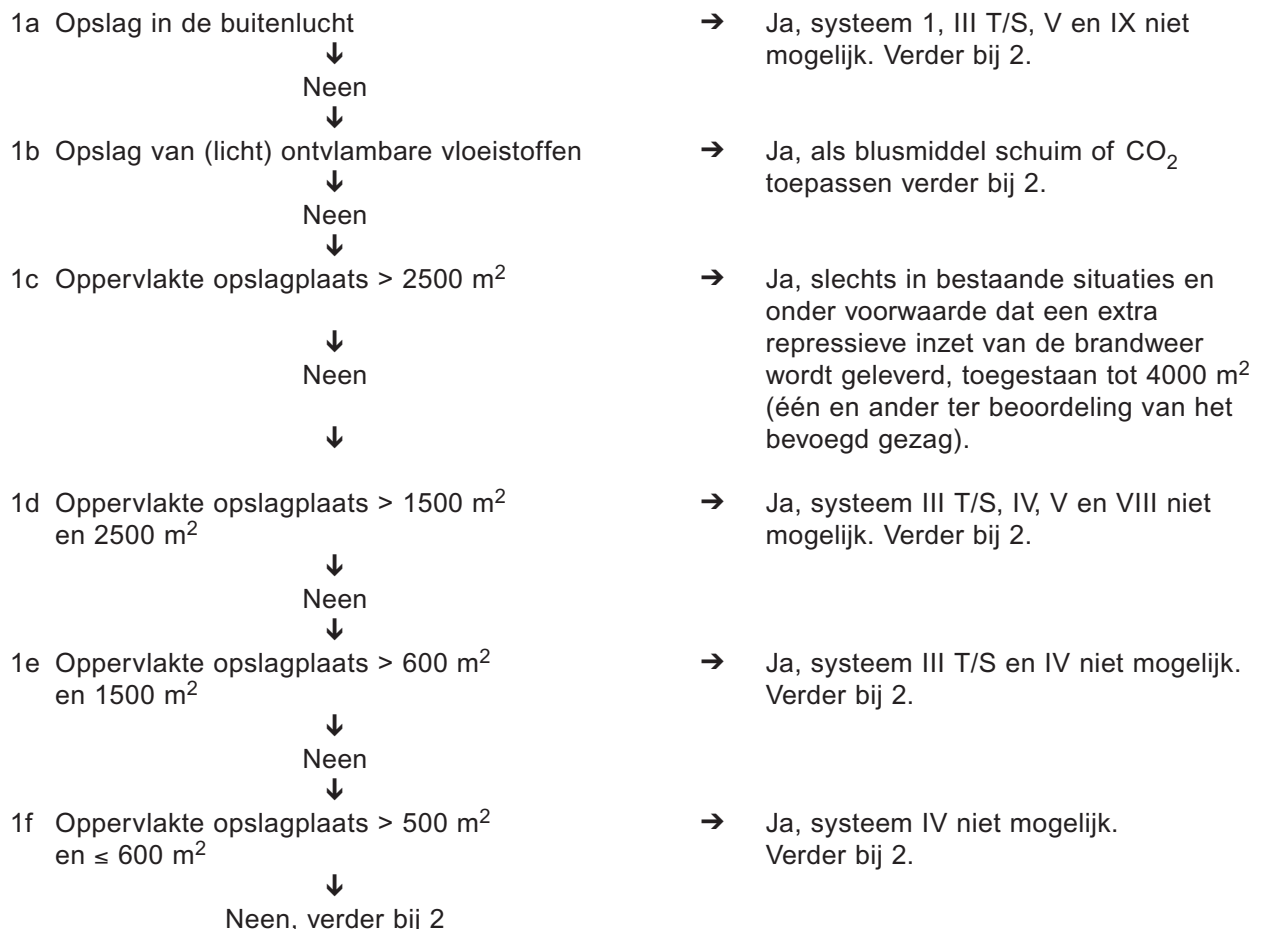 1a Opslag in de buitenlucht ➔ Ja, systeem 1, III T/S, V en IX niet
mogelijk. Verder bij 2.
🡳
Neen
🡳
1b Opslag van (licht) ontvlambare vloeistoffen ➔ Ja, als blusmiddel schuim of CO₂
toepassen verder bij 2.
🡳
Neen
🡳
1c Oppervlakte opslagplaats > 2500 m² ➔ Ja, slechts in bestaande situaties en
onder voorwaarde dat een extra
🡳
repressieve inzet van de brandweer
Neen
wordt geleverd, toegestaan tot 4000 m²
(één en ander ter beoordeling van het
🡳
bevoegd gezag).
1d Oppervlakte opslagplaats > 1500 m² ➔ Ja, systeem III T/S, IV, V en VIII niet
en 2500 m² mogelijk. Verder bij 2.
🡳
Neen
🡳
1e Oppervlakte opslagplaats > 600 m² ➔ Ja, systeem III T/S en IV niet mogelijk.
en 1500 m² Verder bij 2.
🡳
Neen
🡳
1f Oppervlakte opslagplaats > 500 m² ➔ Ja, systeem IV niet mogelijk.
en ≤ 600 m² Verder bij 2.
🡳
Neen, verder bij 2